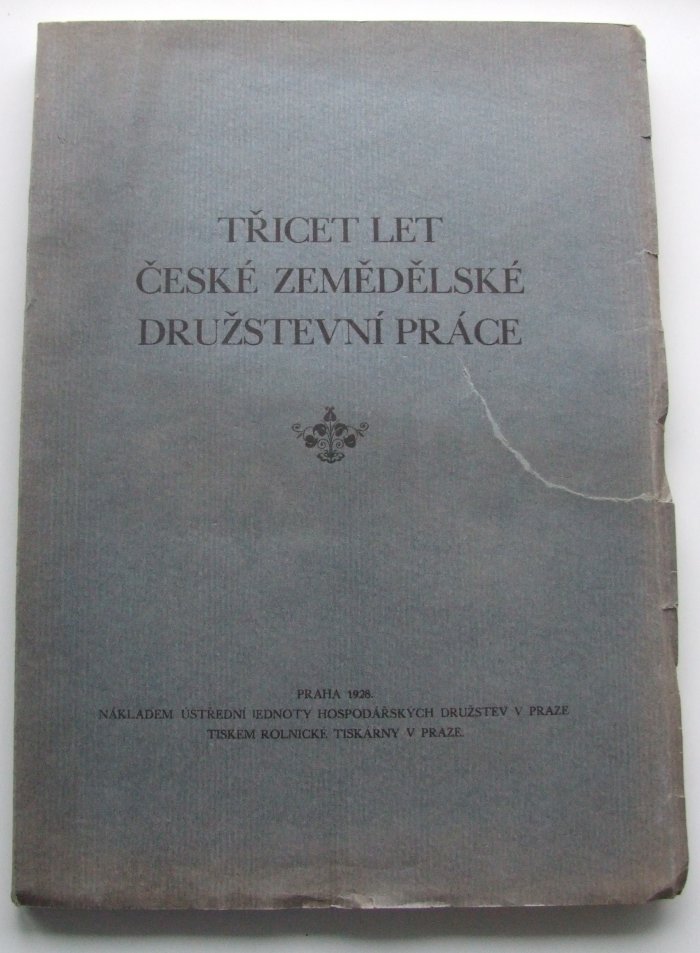 TŘICET LET
ČESKÉ ZEMĚDĚLSKÉ
DRUŽSTEVNÍ PRÁCE
PRAHA 1928.
NÁKLADEM ÚSTŘEDNÍ JEDNOTY HOSPODÁŘSKÝCH DRUŽSTEV V PRAZE
TISKEM ROLNICKÉ TISKÁRNY V PRAZE.